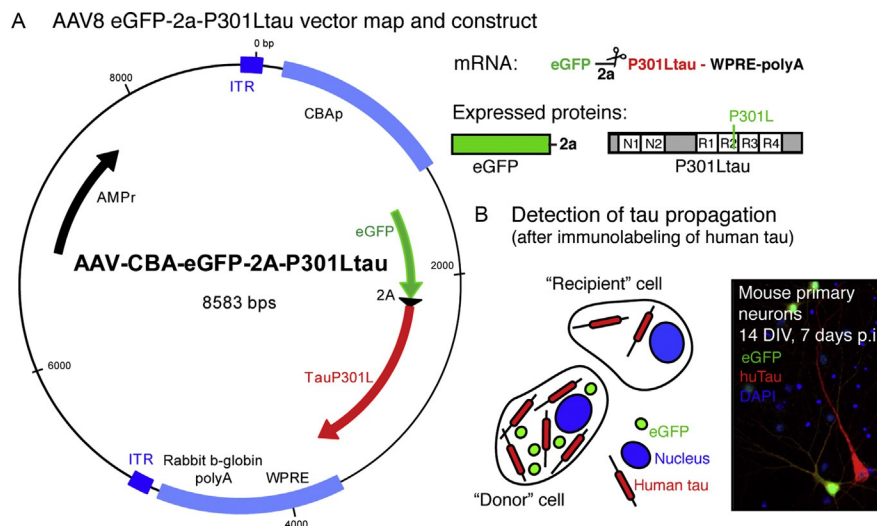 A AAV8 eGFP-2a-P301Ltau vector map and construct
0 bp
8000
ITR
CBAp
AMPr
eGFP
AAV-CBA-eGFP-2A-P301Ltau
8583 bps
2000
2A
TauP301L
6000
ITR
Rabbit b-globin
polyA
WPRE
4000
mRNA: eGFP 2a P301Ltau - WPRE-polyA
Expressed proteins:
P301L
2a
N1 N2 R1 R2 R3 R4
eGFP
P301Ltau
B Detection of tau propagation
(after immunolabeling of human tau)
“Recipient” cell
eGFP
Nucleus
Human tau
“Donor” cell
Mouse primary
neurons
14 DIV, 7 days p.i
eGFP
huTau
DAPI